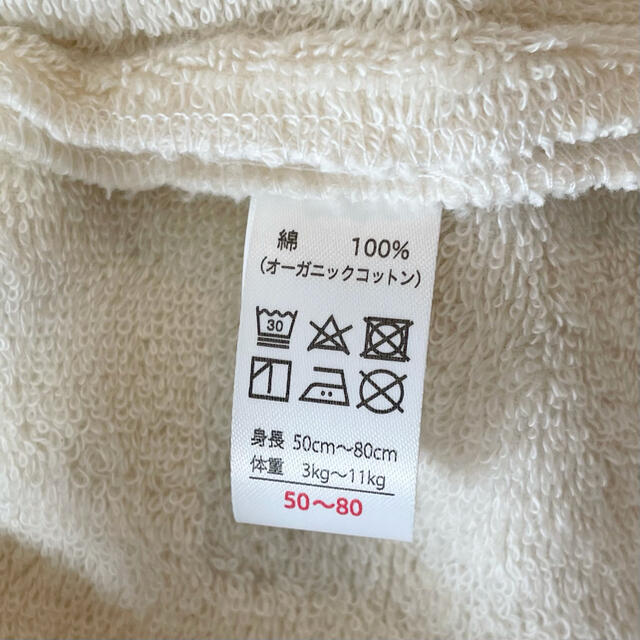 綿 100%
(オーガニックコットン)
30
身長 50cm～80cm
体重 3kg～11kg
50～80